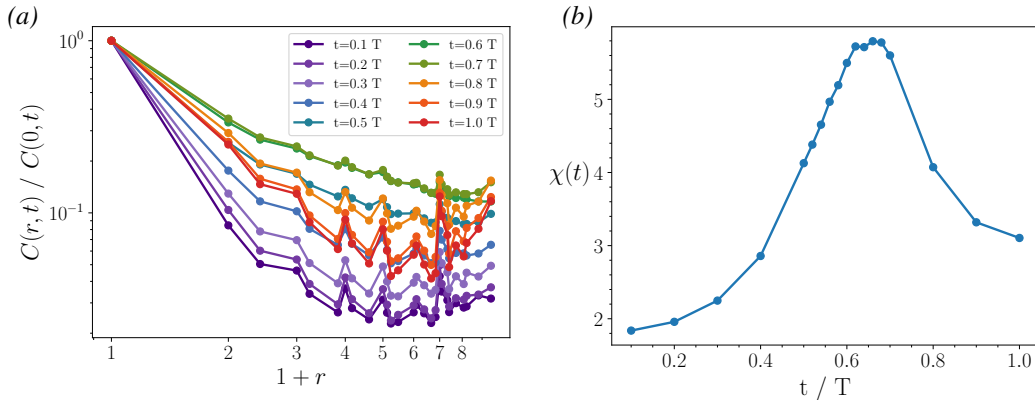 (a)
C(r, t) / C(0, t)
10^0
10^{-1}
t=0.1 T
t=0.2 T
t=0.3 T
t=0.4 T
t=0.5 T
t=0.6 T
t=0.7 T
t=0.8 T
t=0.9 T
t=1.0 T
1 2 3 4 5 6 7 8
1 + r
(b)
χ(t)
5
4
3
2
0.2 0.4 0.6 0.8 1.0
t / T